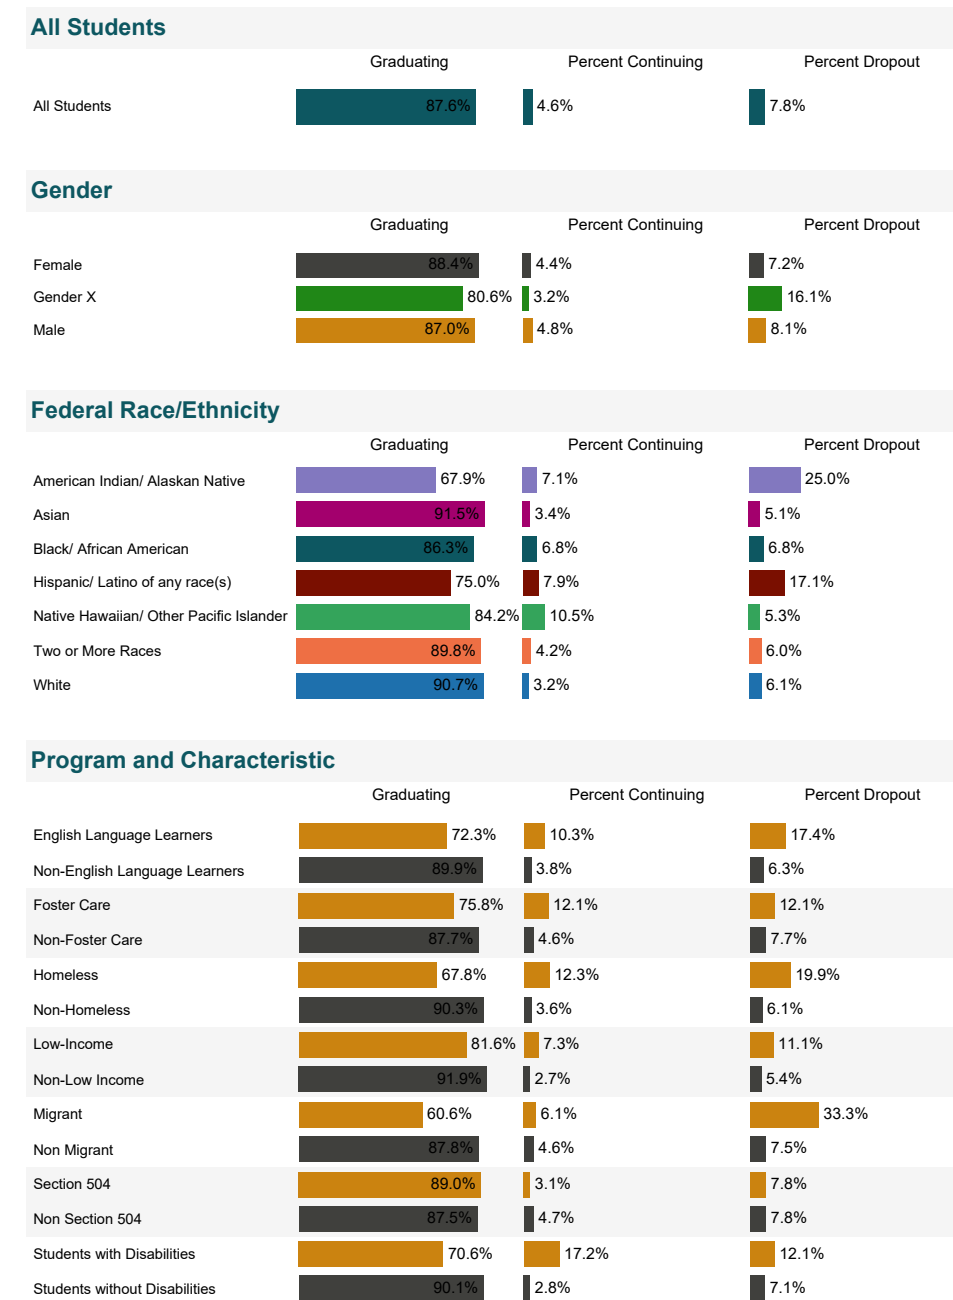 All Students
Graduating Percent Continuing Percent Dropout
All Students 87.6% 4.6% 7.8%
Gender
Graduating Percent Continuing Percent Dropout
Female 88.4% 4.4% 7.2%
Gender X 80.6% 3.2% 16.1%
Male 87.0% 4.8% 8.1%
Federal Race/Ethnicity
Graduating Percent Continuing Percent Dropout
American Indian/ Alaskan Native 67.9% 7.1% 25.0%
Asian 91.5% 3.4% 5.1%
Black/ African American 86.3% 6.8% 6.8%
Hispanic/ Latino of any race(s) 75.0% 7.9% 17.1%
Native Hawaiian/ Other Pacific Islander 84.2% 10.5% 5.3%
Two or More Races 89.8% 4.2% 6.0%
White 90.7% 3.2% 6.1%
Program and Characteristic
Graduating Percent Continuing Percent Dropout
English Language Learners 72.3% 10.3% 17.4%
Non-English Language Learners 89.9% 3.8% 6.3%
Foster Care 75.8% 12.1% 12.1%
Non-Foster Care 87.7% 4.6% 7.7%
Homeless 67.8% 12.3% 19.9%
Non-Homeless 90.3% 3.6% 6.1%
Low-Income 81.6% 7.3% 11.1%
Non-Low Income 91.9% 2.7% 5.4%
Migrant 60.6% 6.1% 33.3%
Non Migrant 87.8% 4.6% 7.5%
Section 504 89.0% 3.1% 7.8%
Non Section 504 87.5% 4.7% 7.8%
Students with Disabilities 70.6% 17.2% 12.1%
Students without Disabilities 90.1% 2.8% 7.1%